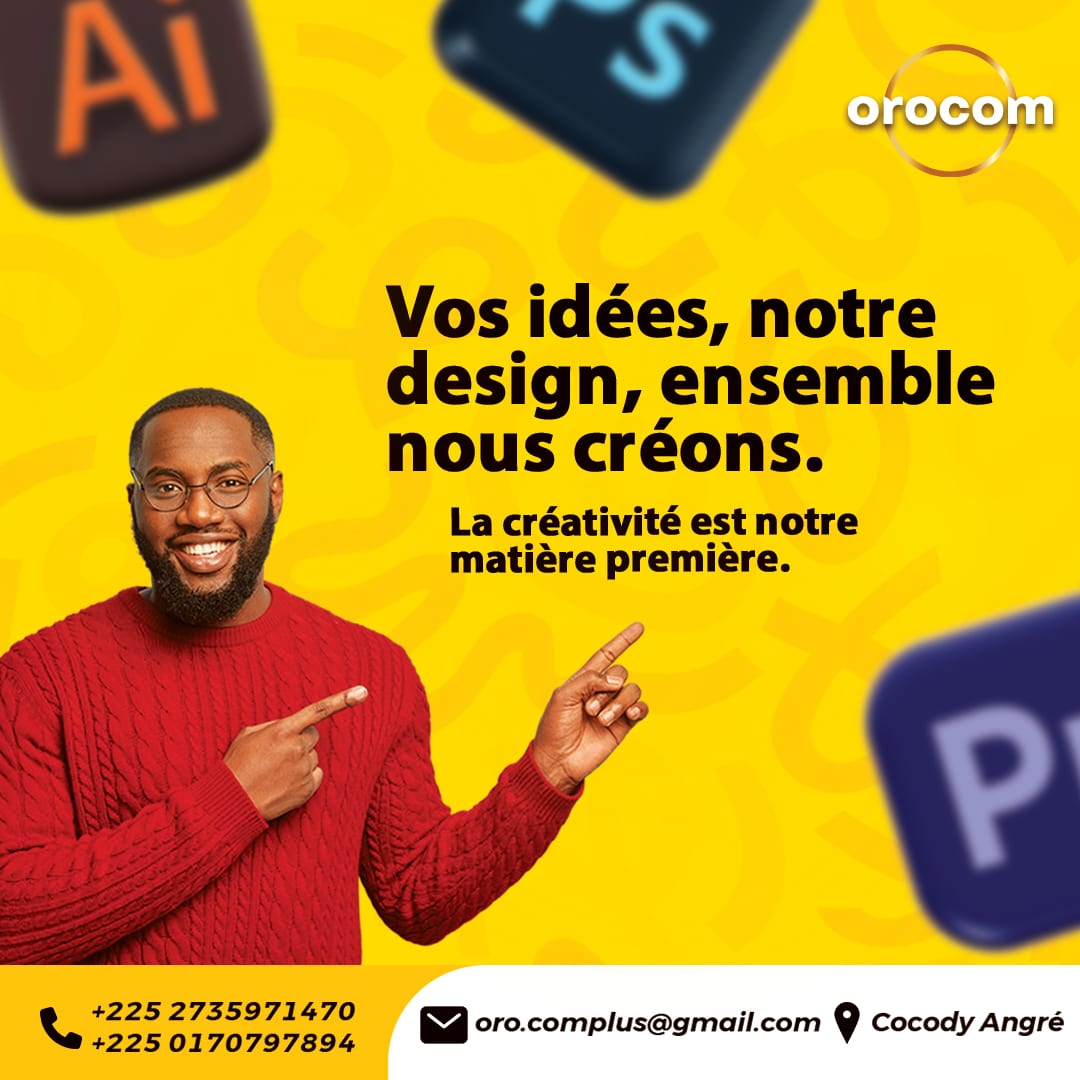 Ai
Ps
orocom
Vos idées, notre
design, ensemble
nous créons.
La créativité est notre
matière première.
+225 2735971470
+225 0170797894
oro.complus@gmail.com
Cocody Angré